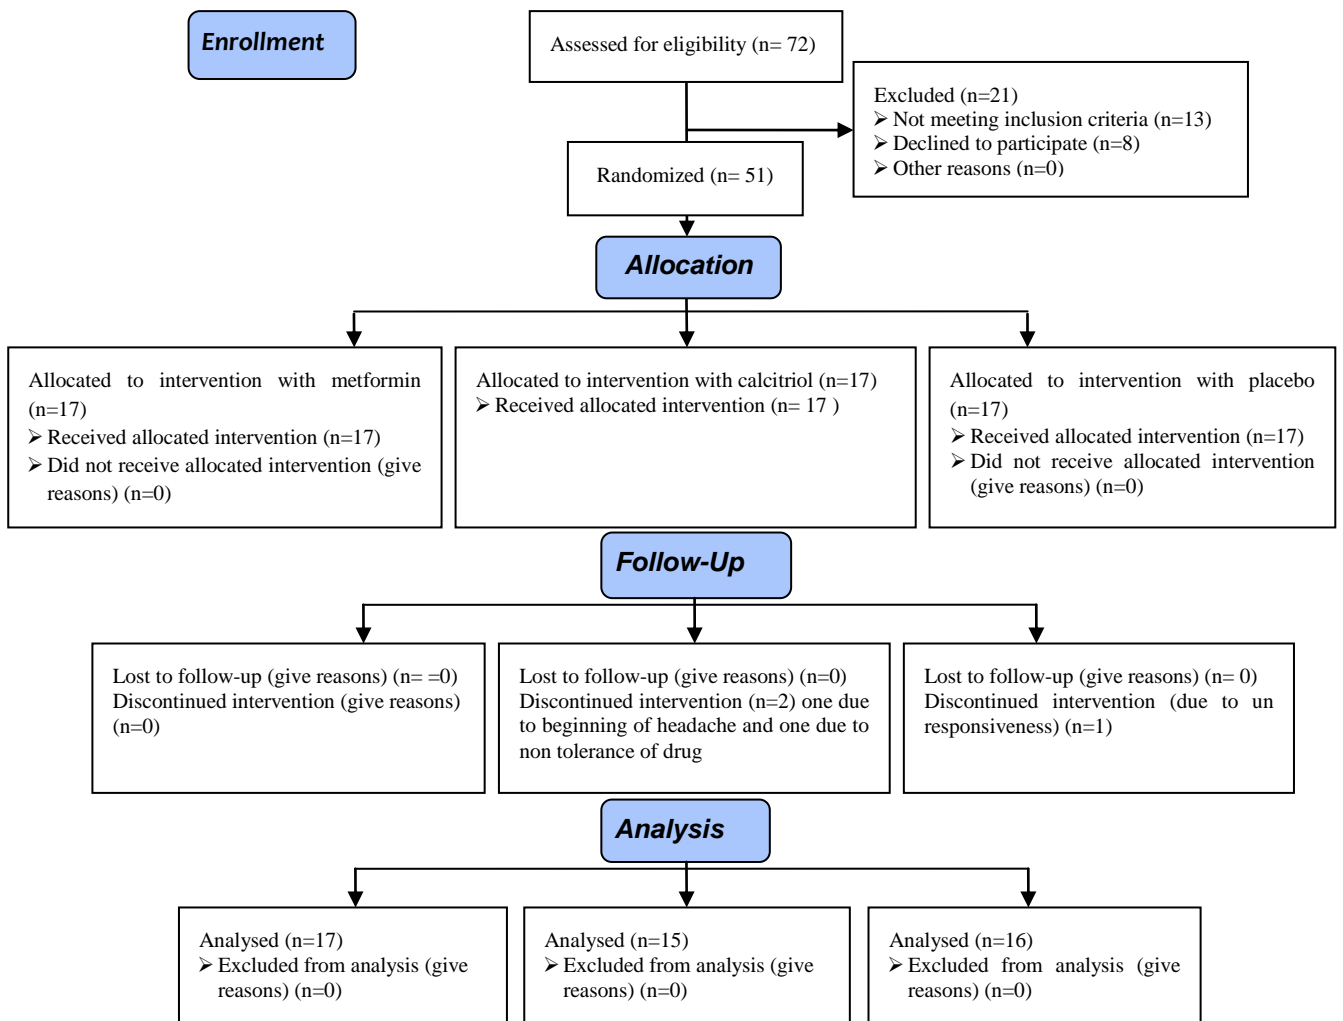 Enrollment
Assessed for eligibility (n= 72)
Excluded (n=21)
➢ Not meeting inclusion criteria (n=13)
➢ Declined to participate (n=8)
➢ Other reasons (n=0)
Randomized (n= 51)
Allocation
Allocated to intervention with metformin
(n=17)
➢ Received allocated intervention (n=17)
➢ Did not receive allocated intervention (give
reasons) (n=0)
Allocated to intervention with calcitriol (n=17)
➢ Received allocated intervention (n= 17 )
Allocated to intervention with placebo
(n=17)
➢ Received allocated intervention (n=17)
➢ Did not receive allocated intervention
(give reasons) (n=0)
Follow-Up
Lost to follow-up (give reasons) (n= =0)
Discontinued intervention (give reasons)
(n=0)
Lost to follow-up (give reasons) (n=0)
Discontinued intervention (n=2) one due
to beginning of headache and one due to
non tolerance of drug
Lost to follow-up (give reasons) (n= 0)
Discontinued intervention (due to un
responsiveness) (n=1)
Analysis
Analysed (n=17)
➢ Excluded from analysis (give
reasons) (n=0)
Analysed (n=15)
➢ Excluded from analysis (give
reasons) (n=0)
Analysed (n=16)
➢ Excluded from analysis (give
reasons) (n=0)